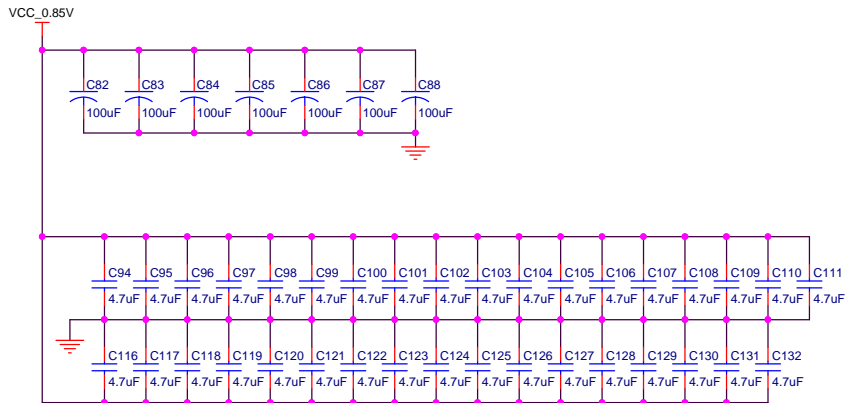 VCC_0.85V
C82 C83 C84 C85 C86 C87 C88
100uF 100uF 100uF 100uF 100uF 100uF 100uF
C94 C95 C96 C97 C98 C99 C100 C101 C102 C103 C104 C105 C106 C107 C108 C109 C110 C111
4.7uF 4.7uF 4.7uF 4.7uF 4.7uF 4.7uF 4.7uF 4.7uF 4.7uF 4.7uF 4.7uF 4.7uF 4.7uF 4.7uF 4.7uF 4.7uF 4.7uF 4.7uF
C116 C117 C118 C119 C120 C121 C122 C123 C124 C125 C126 C127 C128 C129 C130 C131 C132
4.7uF 4.7uF 4.7uF 4.7uF 4.7uF 4.7uF 4.7uF 4.7uF 4.7uF 4.7uF 4.7uF 4.7uF 4.7uF 4.7uF 4.7uF 4.7uF 4.7uF